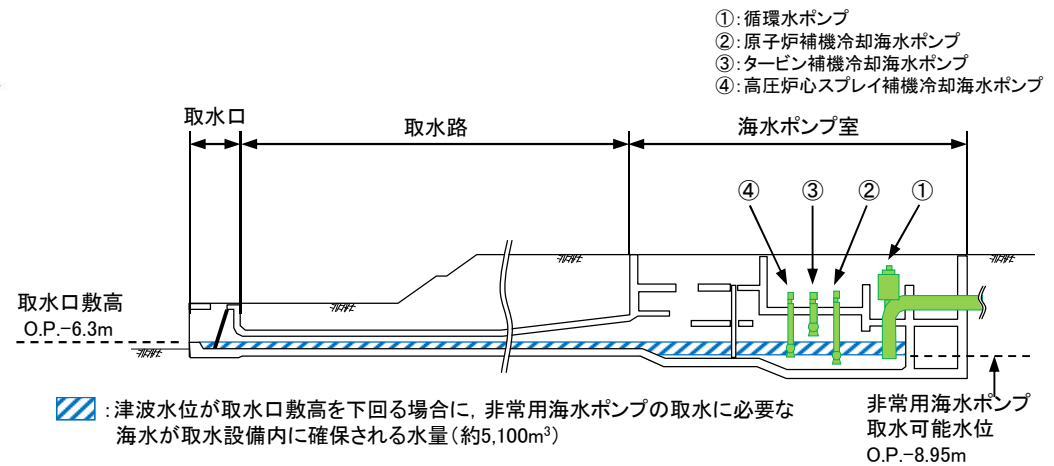 ①:循環水ポンプ
②:原子炉補機冷却海水ポンプ
③:タービン補機冷却海水ポンプ
④:高圧炉心スプレイ補機冷却海水ポンプ
取水口
取水路
海水ポンプ室
④
③
②
①
取水口敷高
O.P.-6.3m
:津波水位が取水口敷高を下回る場合に，非常用海水ポンプの取水に必要な
海水が取水設備内に確保される水量(約5,100m³)
非常用海水ポンプ
取水可能水位
O.P.-8.95m